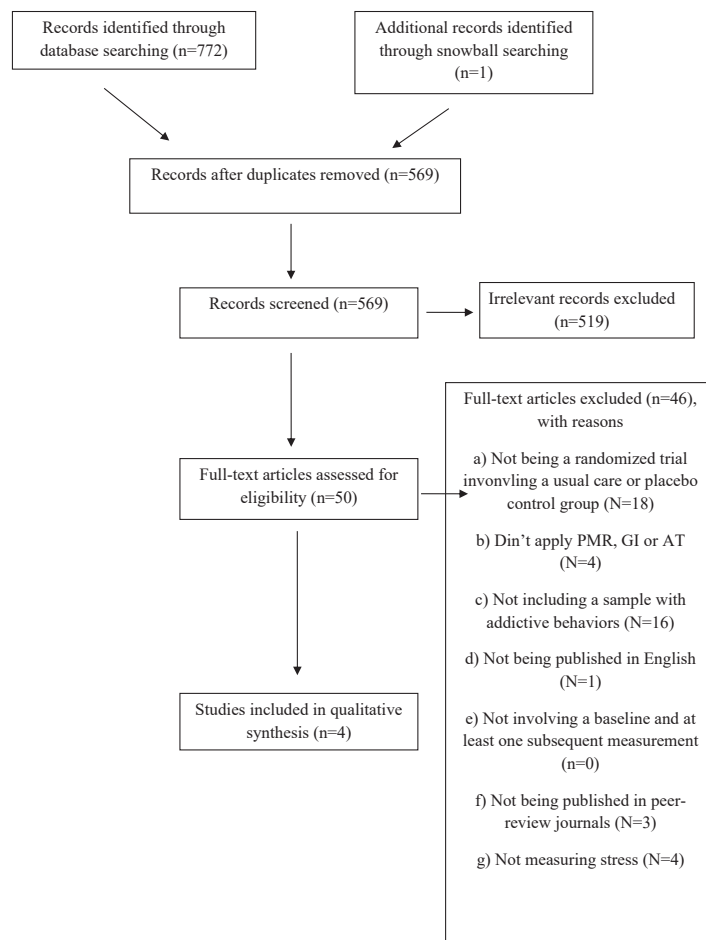 Records identified through
database searching (n=772)
Additional records identified
through snowball searching
(n=1)
Records after duplicates removed (n=569)
Records screened (n=569)
Irrelevant records excluded
(n=519)
Full-text articles assessed for
eligibility (n=50)
Full-text articles excluded (n=46),
with reasons
a) Not being a randomized trial
invonvling a usual care or placebo
control group (N=18)
b) Din't apply PMR, GI or AT
(N=4)
c) Not including a sample with
addictive behaviors (N=16)
d) Not being published in English
(N=1)
e) Not involving a baseline and at
least one subsequent measurement
(n=0)
f) Not being published in peer-
review journals (N=3)
g) Not measuring stress (N=4)
Studies included in qualitative
synthesis (n=4)